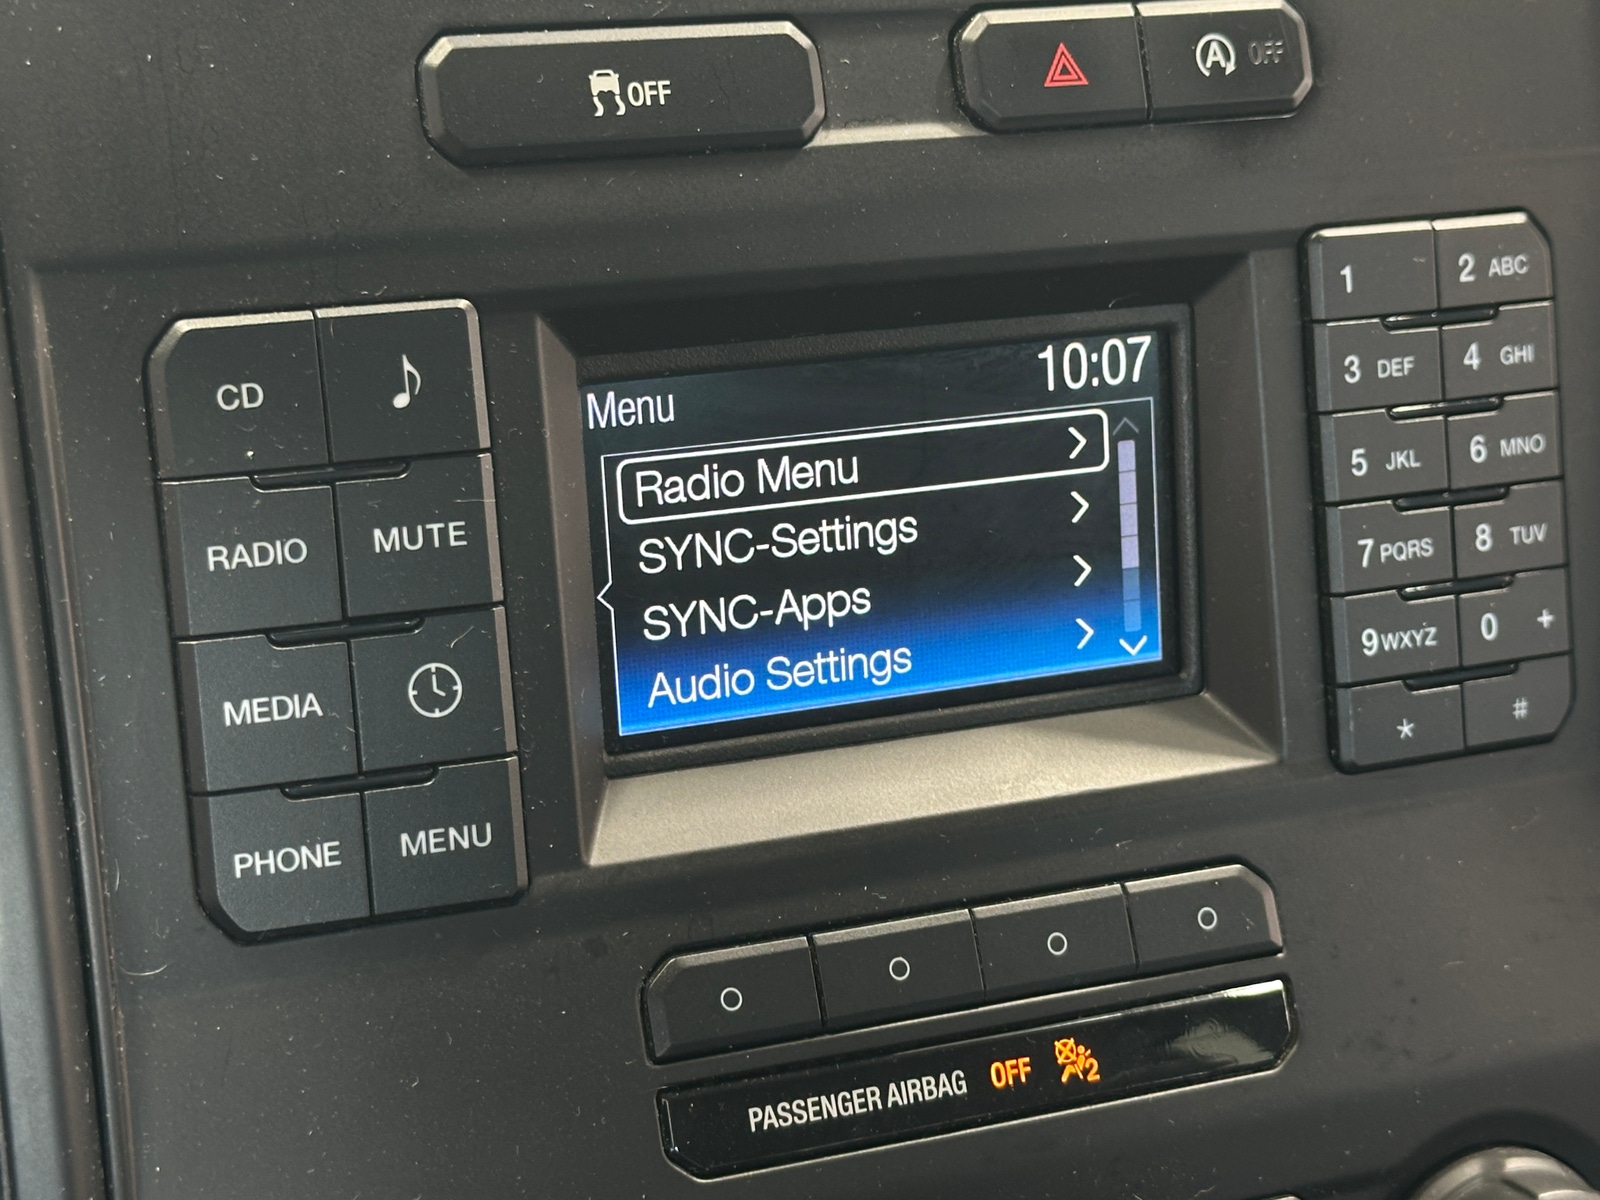 OFF
A OFF
CD
RADIO
MUTE
MEDIA
PHONE
MENU
10:07
Menu
Radio Menu
SYNC-Settings
SYNC-Apps
Audio Settings
1
2 ABC
3 DEF
4 GHI
5 JKL
6 MNO
7 PQRS
8 TUV
9 WXYZ
0 +
*
#
PASSENGER AIRBAG OFF 2